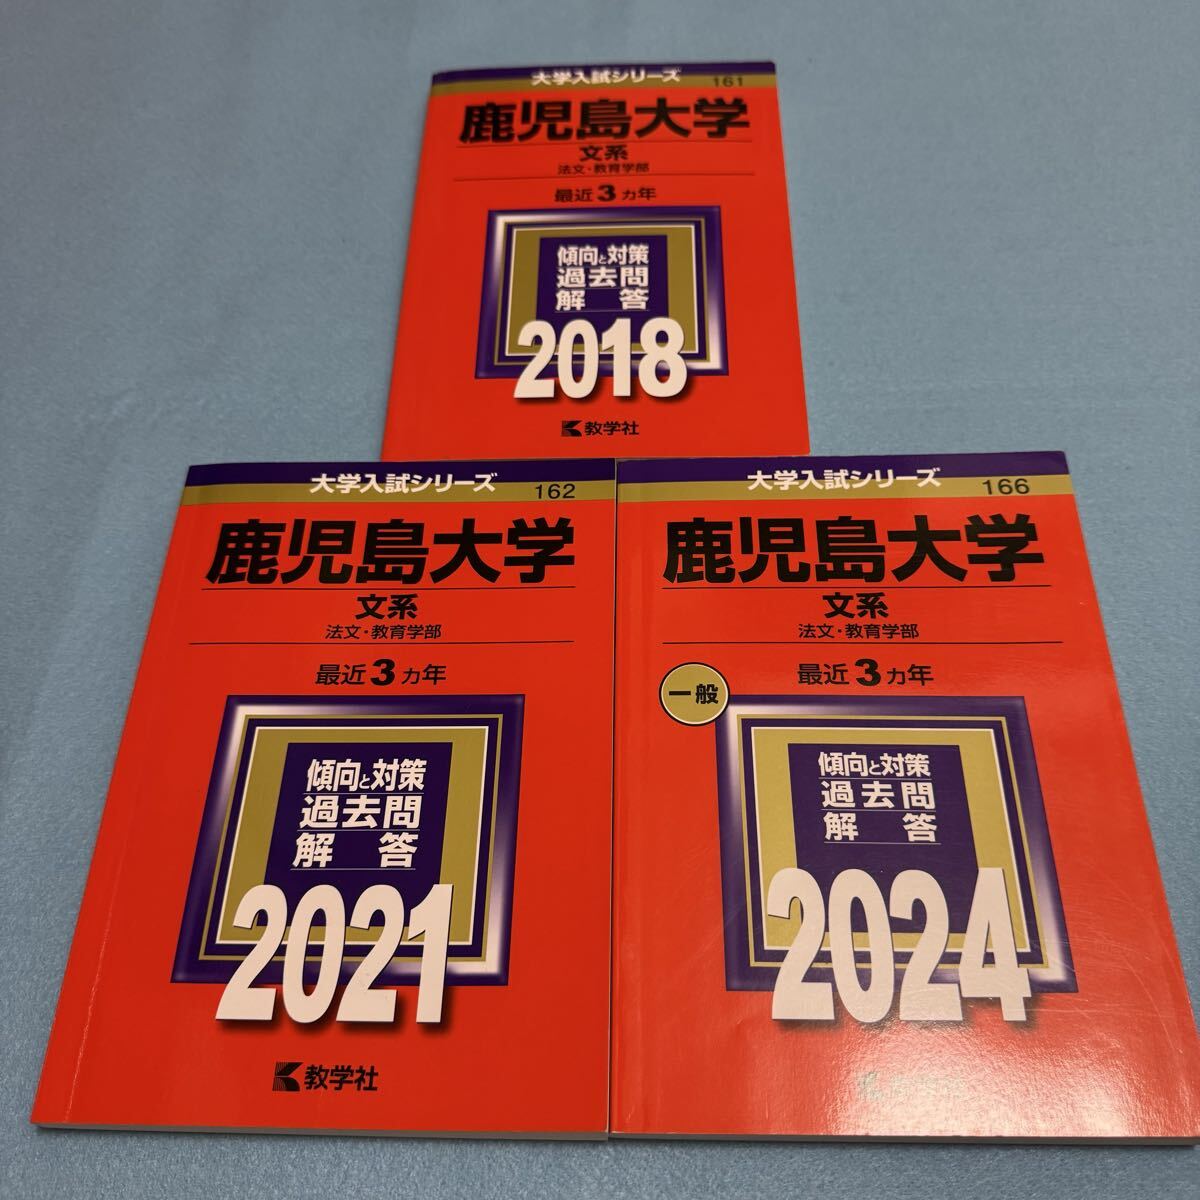 大学入試シリーズ
161
鹿児島大学
文系
法文・教育学部
最近3カ年
傾向と対策
過去問
解答
2018
教学社
大学入試シリーズ
162
鹿児島大学
文系
法文・教育学部
最近3カ年
傾向と対策
過去問
解答
2021
教学社
大学入試シリーズ
166
鹿児島大学
文系
法文・教育学部
最近3カ年
一般
傾向と対策
過去問
解答
2024